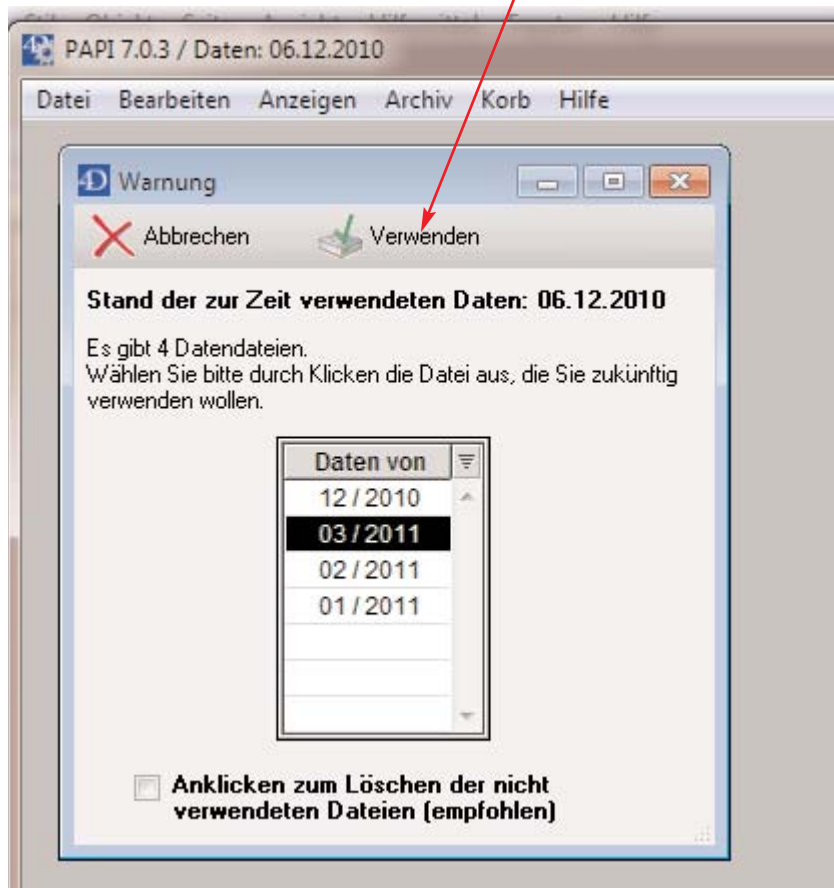 PAPI 7.0.3 / Daten: 06.12.2010
Datei Bearbeiten Anzeigen Archiv Korb Hilfe
Warnung
Abbrechen Verwenden
Stand der zur Zeit verwendeten Daten: 06.12.2010
Es gibt 4 Datendateien.
Wählen Sie bitte durch Klicken die Datei aus, die Sie zukünftig
verwenden wollen.
Daten von
12 / 2010
03 / 2011
02 / 2011
01 / 2011
Anklicken zum Löschen der nicht
verwendeten Dateien (empfohlen)